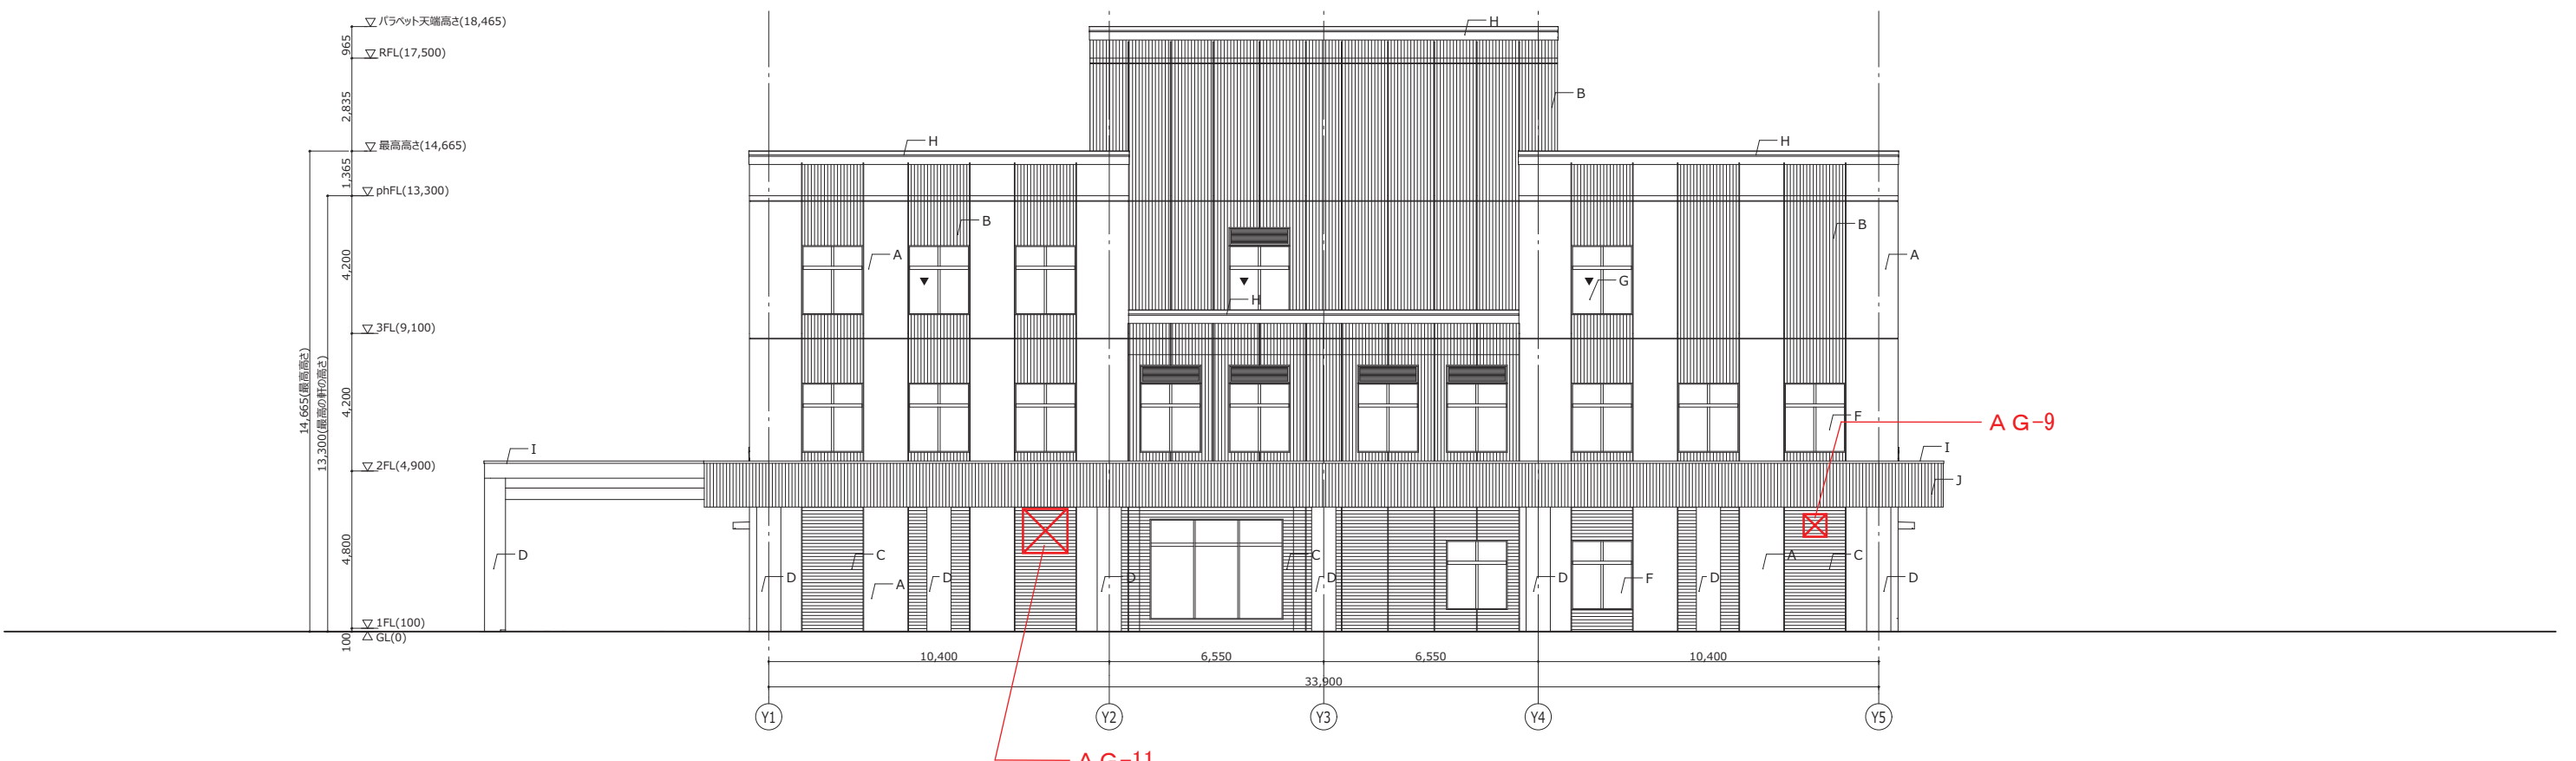 パラペット天端高さ(18,465)
H
965
RFL(17,500)
2,835
B
最高高さ(14,665)
H
H
1,365
phFL(13,300)
B
B
A
A
4,200
G
H
3FL(9,100)
14,665(最高高さ)
13,300(最高の軒の高さ)
4,200
F
A G-9
I
I
2FL(4,900)
J
4,800
D
C
C
A
C
D
A
D
D
D
D
F
D
D
1FL(100)
GL(0)
100
10,400
6,550
6,550
10,400
33,900
Y1
Y2
Y3
Y4
Y5
A G-11